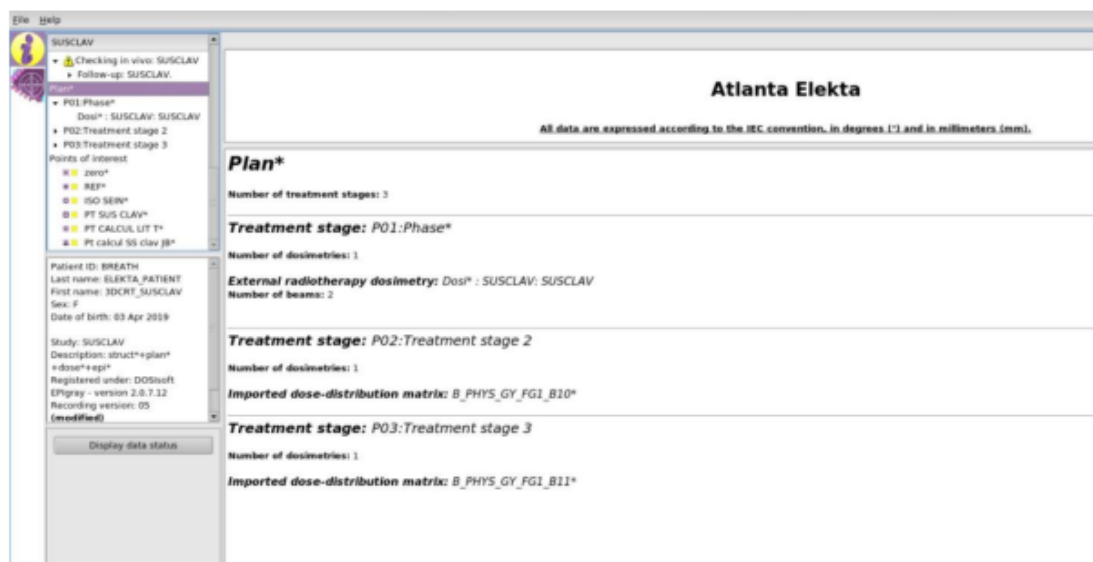 File Help
SUSCLAV
Checking in vivo: SUSCLAV
Follow-up: SUSCLAV.
Plan*
P01:Phase*
Dosi* : SUSCLAV: SUSCLAV
P02:Treatment stage 2
P03:Treatment stage 3
Points of interest
zero*
REF*
ISO SEIN*
PT SUS CLAV*
PT CALCUL LIT T*
Pt calcul SS clav JB*
Patient ID: BREATH
Last name: ELEKTA_PATIENT
First name: 3DCRT_SUSCLAV
Sex: F
Date of birth: 03 Apr 2019
Study: SUSCLAV
Description: struct*+plan*
+dose*+epi*
Registered under: DOSIsoft
EPIgray - version 2.0.7.12
Recording version: 05
(modified)
Display data status
Atlanta Elekta
All data are expressed according to the IEC convention, in degrees (°) and in millimeters (mm).
Plan*
Number of treatment stages: 3
Treatment stage: P01:Phase*
Number of dosimetries: 1
External radiotherapy dosimetry: Dosi* : SUSCLAV: SUSCLAV
Number of beams: 2
Treatment stage: P02:Treatment stage 2
Number of dosimetries: 1
Imported dose-distribution matrix: B_PHYS_GY_FG1_B10*
Treatment stage: P03:Treatment stage 3
Number of dosimetries: 1
Imported dose-distribution matrix: B_PHYS_GY_FG1_B11*